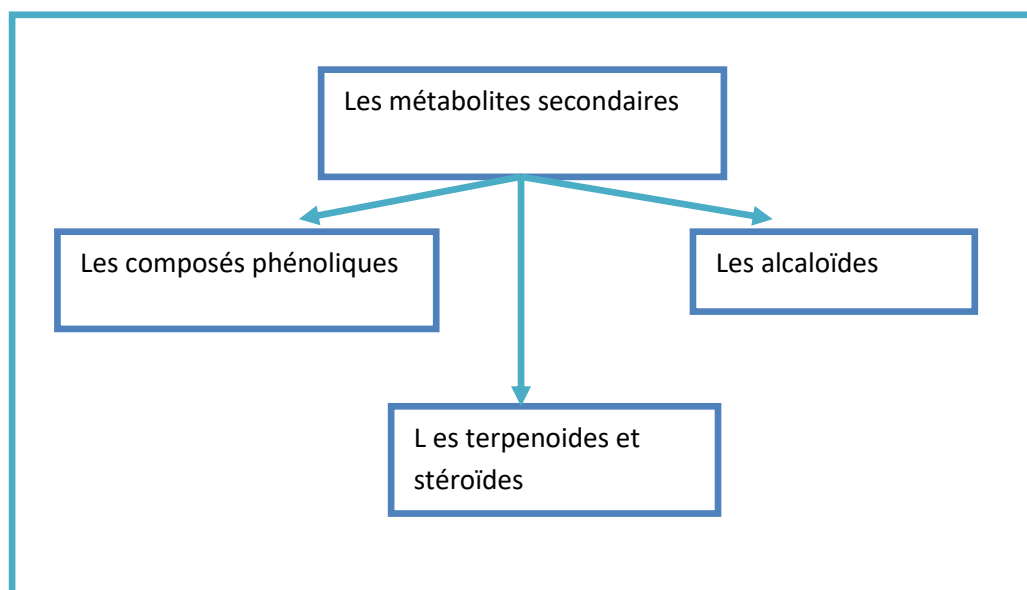 Les métabolites secondaires
Les composés phénoliques
Les alcaloïdes
L es terpenoides et
stéroïdes